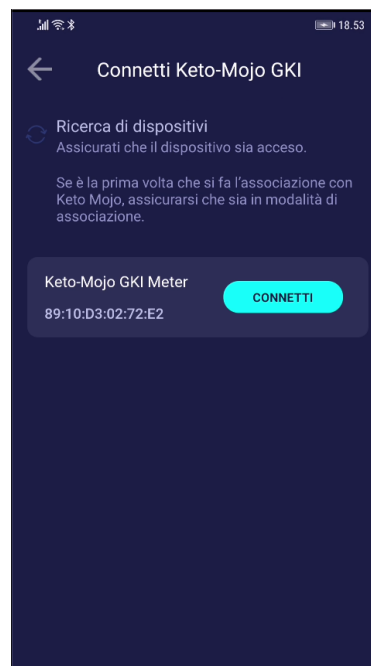 18.53
Connetti Keto-Mojo GKI
Ricerca di dispositivi
Assicurati che il dispositivo sia acceso.
Se è la prima volta che si fa l'associazione con
Keto Mojo, assicurarsi che sia in modalità di
associazione.
Keto-Mojo GKI Meter
CONNETTI
89:10:D3:02:72:E2